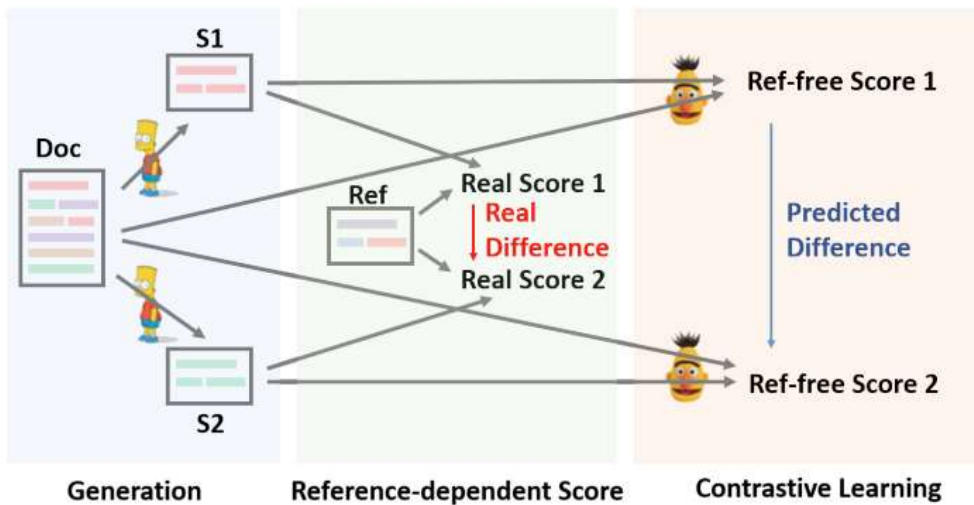 S1
Doc
S2
Generation
Ref
Real Score 1
Real
Difference
Real Score 2
Reference-dependent Score
Ref-free Score 1
Predicted
Difference
Ref-free Score 2
Contrastive Learning